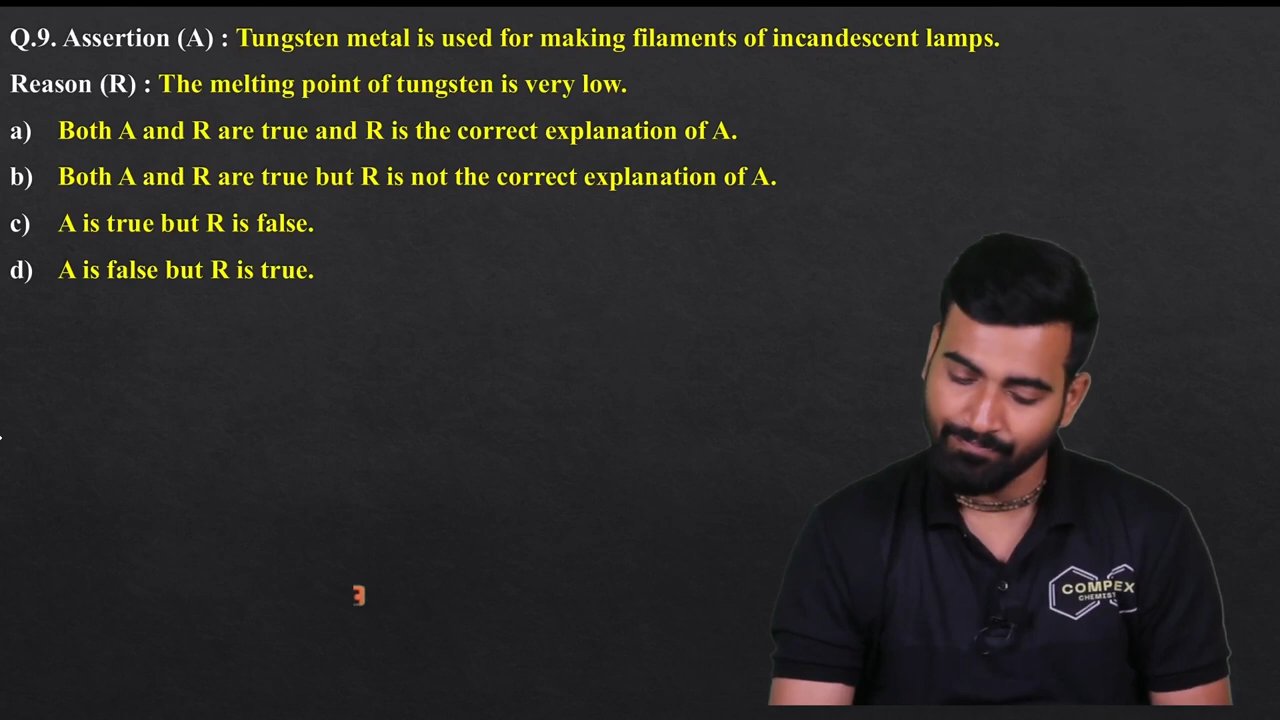 Q.9. Assertion (A) : Tungsten metal is used for making filaments of incandescent lamps.
Reason (R) : The melting point of tungsten is very low.
a) Both A and R are true and R is the correct explanation of A.
b) Both A and R are true but R is not the correct explanation of A.
c) A is true but R is false.
d) A is false but R is true.
COMPEX